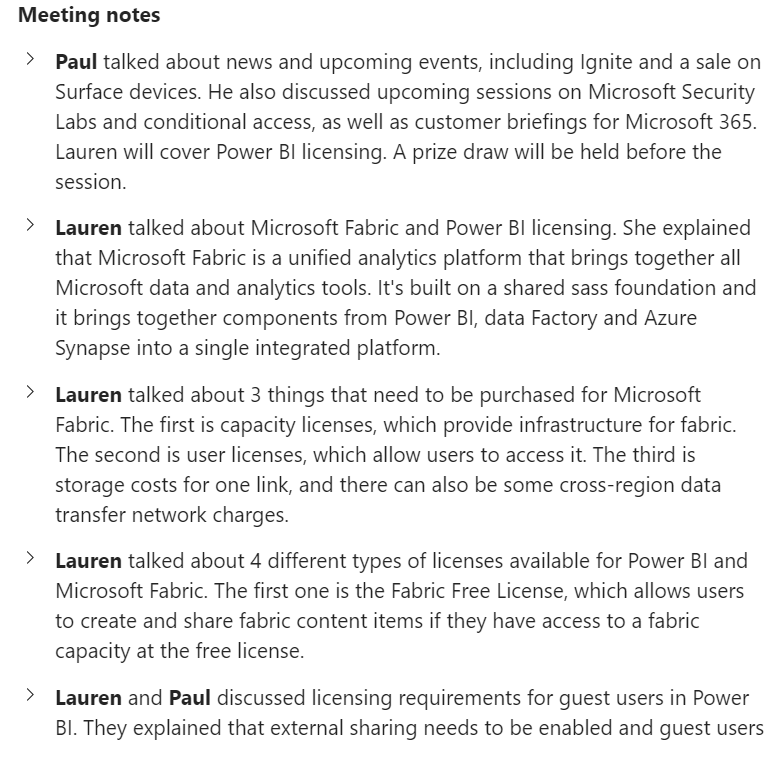 Meeting notes
Paul talked about news and upcoming events, including Ignite and a sale on
Surface devices. He also discussed upcoming sessions on Microsoft Security
Labs and conditional access, as well as customer briefings for Microsoft 365.
Lauren will cover Power BI licensing. A prize draw will be held before the
session.
Lauren talked about Microsoft Fabric and Power BI licensing. She explained
that Microsoft Fabric is a unified analytics platform that brings together all
Microsoft data and analytics tools. It's built on a shared sass foundation and
it brings together components from Power BI, data Factory and Azure
Synapse into a single integrated platform.
Lauren talked about 3 things that need to be purchased for Microsoft
Fabric. The first is capacity licenses, which provide infrastructure for fabric.
The second is user licenses, which allow users to access it. The third is
storage costs for one link, and there can also be some cross-region data
transfer network charges.
Lauren talked about 4 different types of licenses available for Power BI and
Microsoft Fabric. The first one is the Fabric Free License, which allows users
to create and share fabric content items if they have access to a fabric
capacity at the free license.
Lauren and Paul discussed licensing requirements for guest users in Power
BI. They explained that external sharing needs to be enabled and guest users